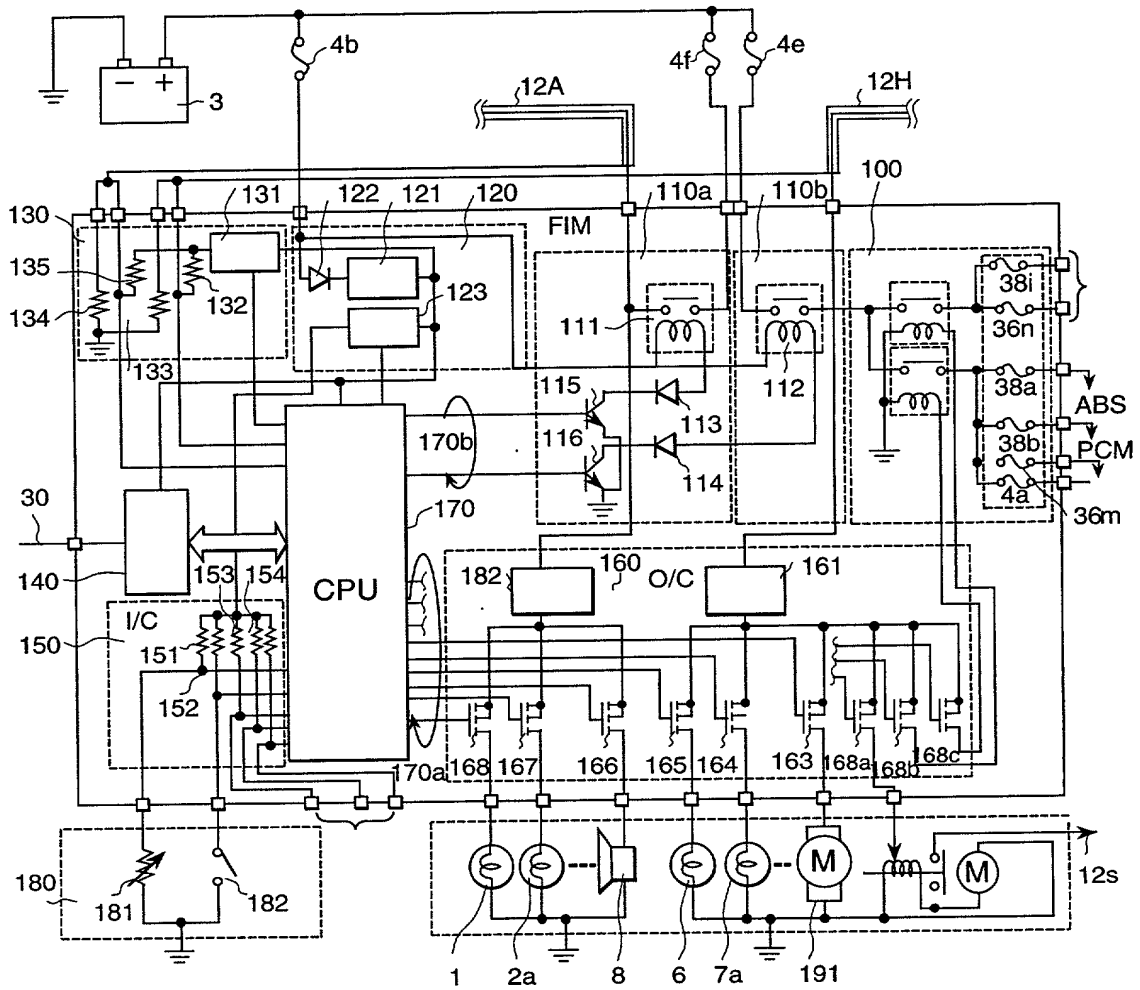 4b
4f
4e
− +
3
12A
12H
131
122
121
120
110a
110b
100
130
FIM
135
123
38i
134
132
111
36n
133
112
115
38a
113
ABS
116
170b
38b
PCM
114
4a
30
170
36m
140
153
154
182
160
O/C
161
CPU
I/C
150
151
152
170a
168
167
166
165
164
163
168a
168b
168c
M
M
12s
180
181
182
1
2a
8
6
7a
191